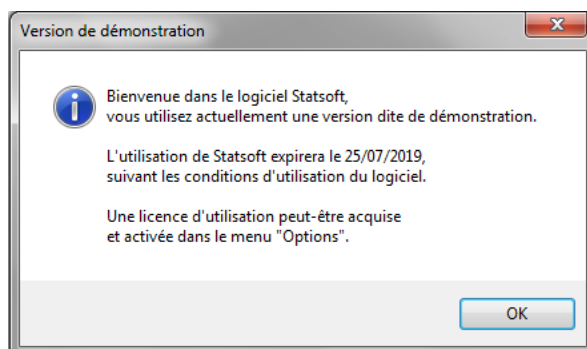 Version de démonstration
Bienvenue dans le logiciel Statsoft,
vous utilisez actuellement une version dite de démonstration.
L'utilisation de Statsoft expirera le 25/07/2019,
suivant les conditions d'utilisation du logiciel.
Une licence d'utilisation peut-être acquise
et activée dans le menu "Options".
OK